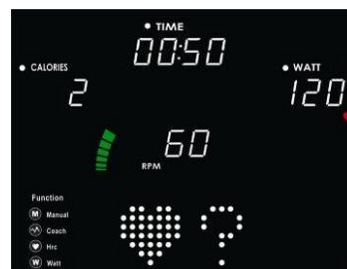 TIME
00:50
CALORIES
2
WATT
120
60
RPM
Function
M Manual
Coach
Hrc
W Watt
?